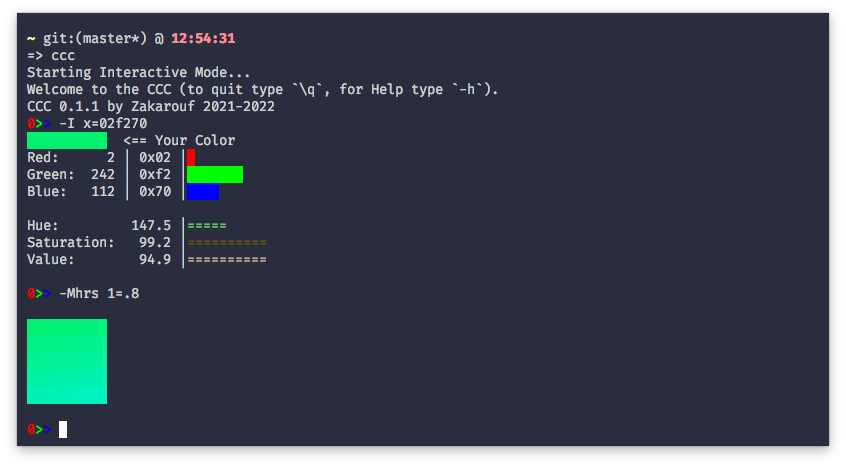 ~ git:(master*) @ 12:54:31
=> ccc
Starting Interactive Mode...
Welcome to the CCC (to quit type `\q`, for Help type `-h`).
CCC 0.1.1 by Zakarouf 2021-2022
0>> -I x=02f270
<== Your Color
Red: 2 | 0x02 |
Green: 242 | 0xf2 |
Blue: 112 | 0x70 |
Hue: 147.5 |=====
Saturation: 99.2 |==========
Value: 94.9 |==========
0>> -Mhrs 1=.8
0>>